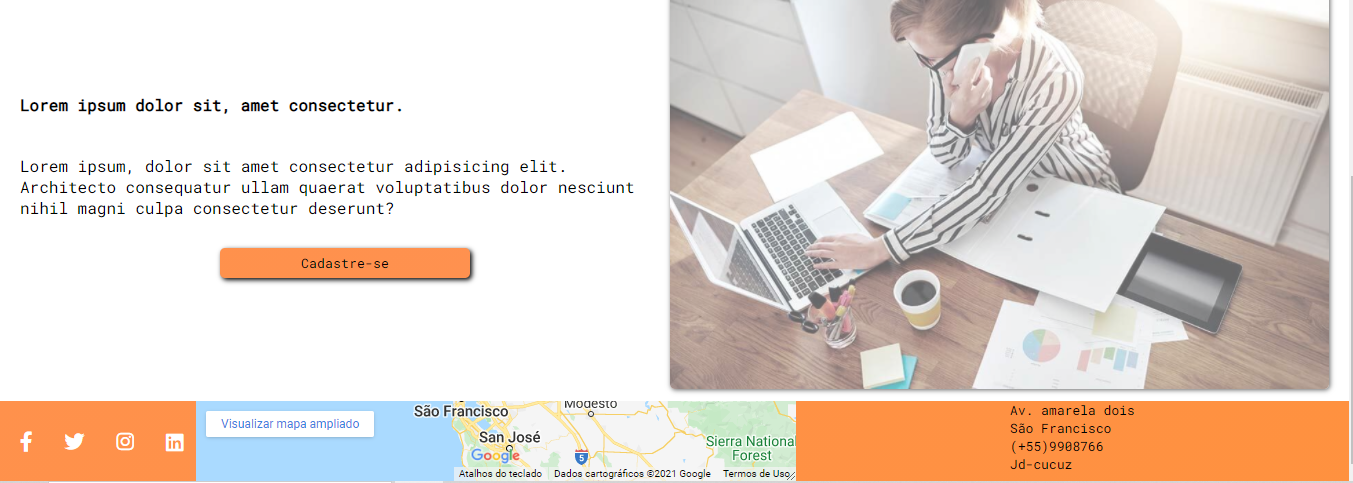 Lorem ipsum dolor sit, amet consectetur.
Lorem ipsum, dolor sit amet consectetur adipisicing elit.
Architecto consequatur ullam quaerat voluptatibus dolor nesciunt
nihil magni culpa consectetur deserunt?
Cadastre-se
Visualizar mapa ampliado
São Francisco
Modesto
San José
Sierra National
Forest
5
Google
Atalhos do teclado
Dados cartográficos ©2021 Google
Termos de Uso
Av. amarela dois
São Francisco
(+55)9908766
Jd-cucuz